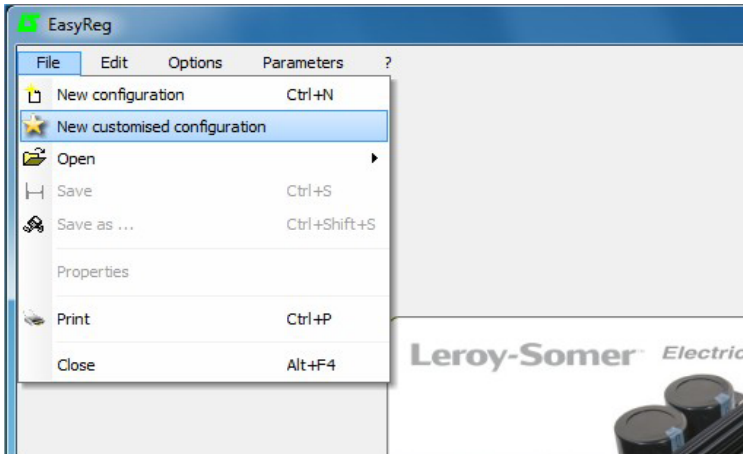 EasyReg
File Edit Options Parameters ?
New configuration Ctrl+N
New customised configuration
Open
Save Ctrl+S
Save as ... Ctrl+Shift+S
Properties
Print Ctrl+P
Close Alt+F4
Leroy-Somer™ Electric